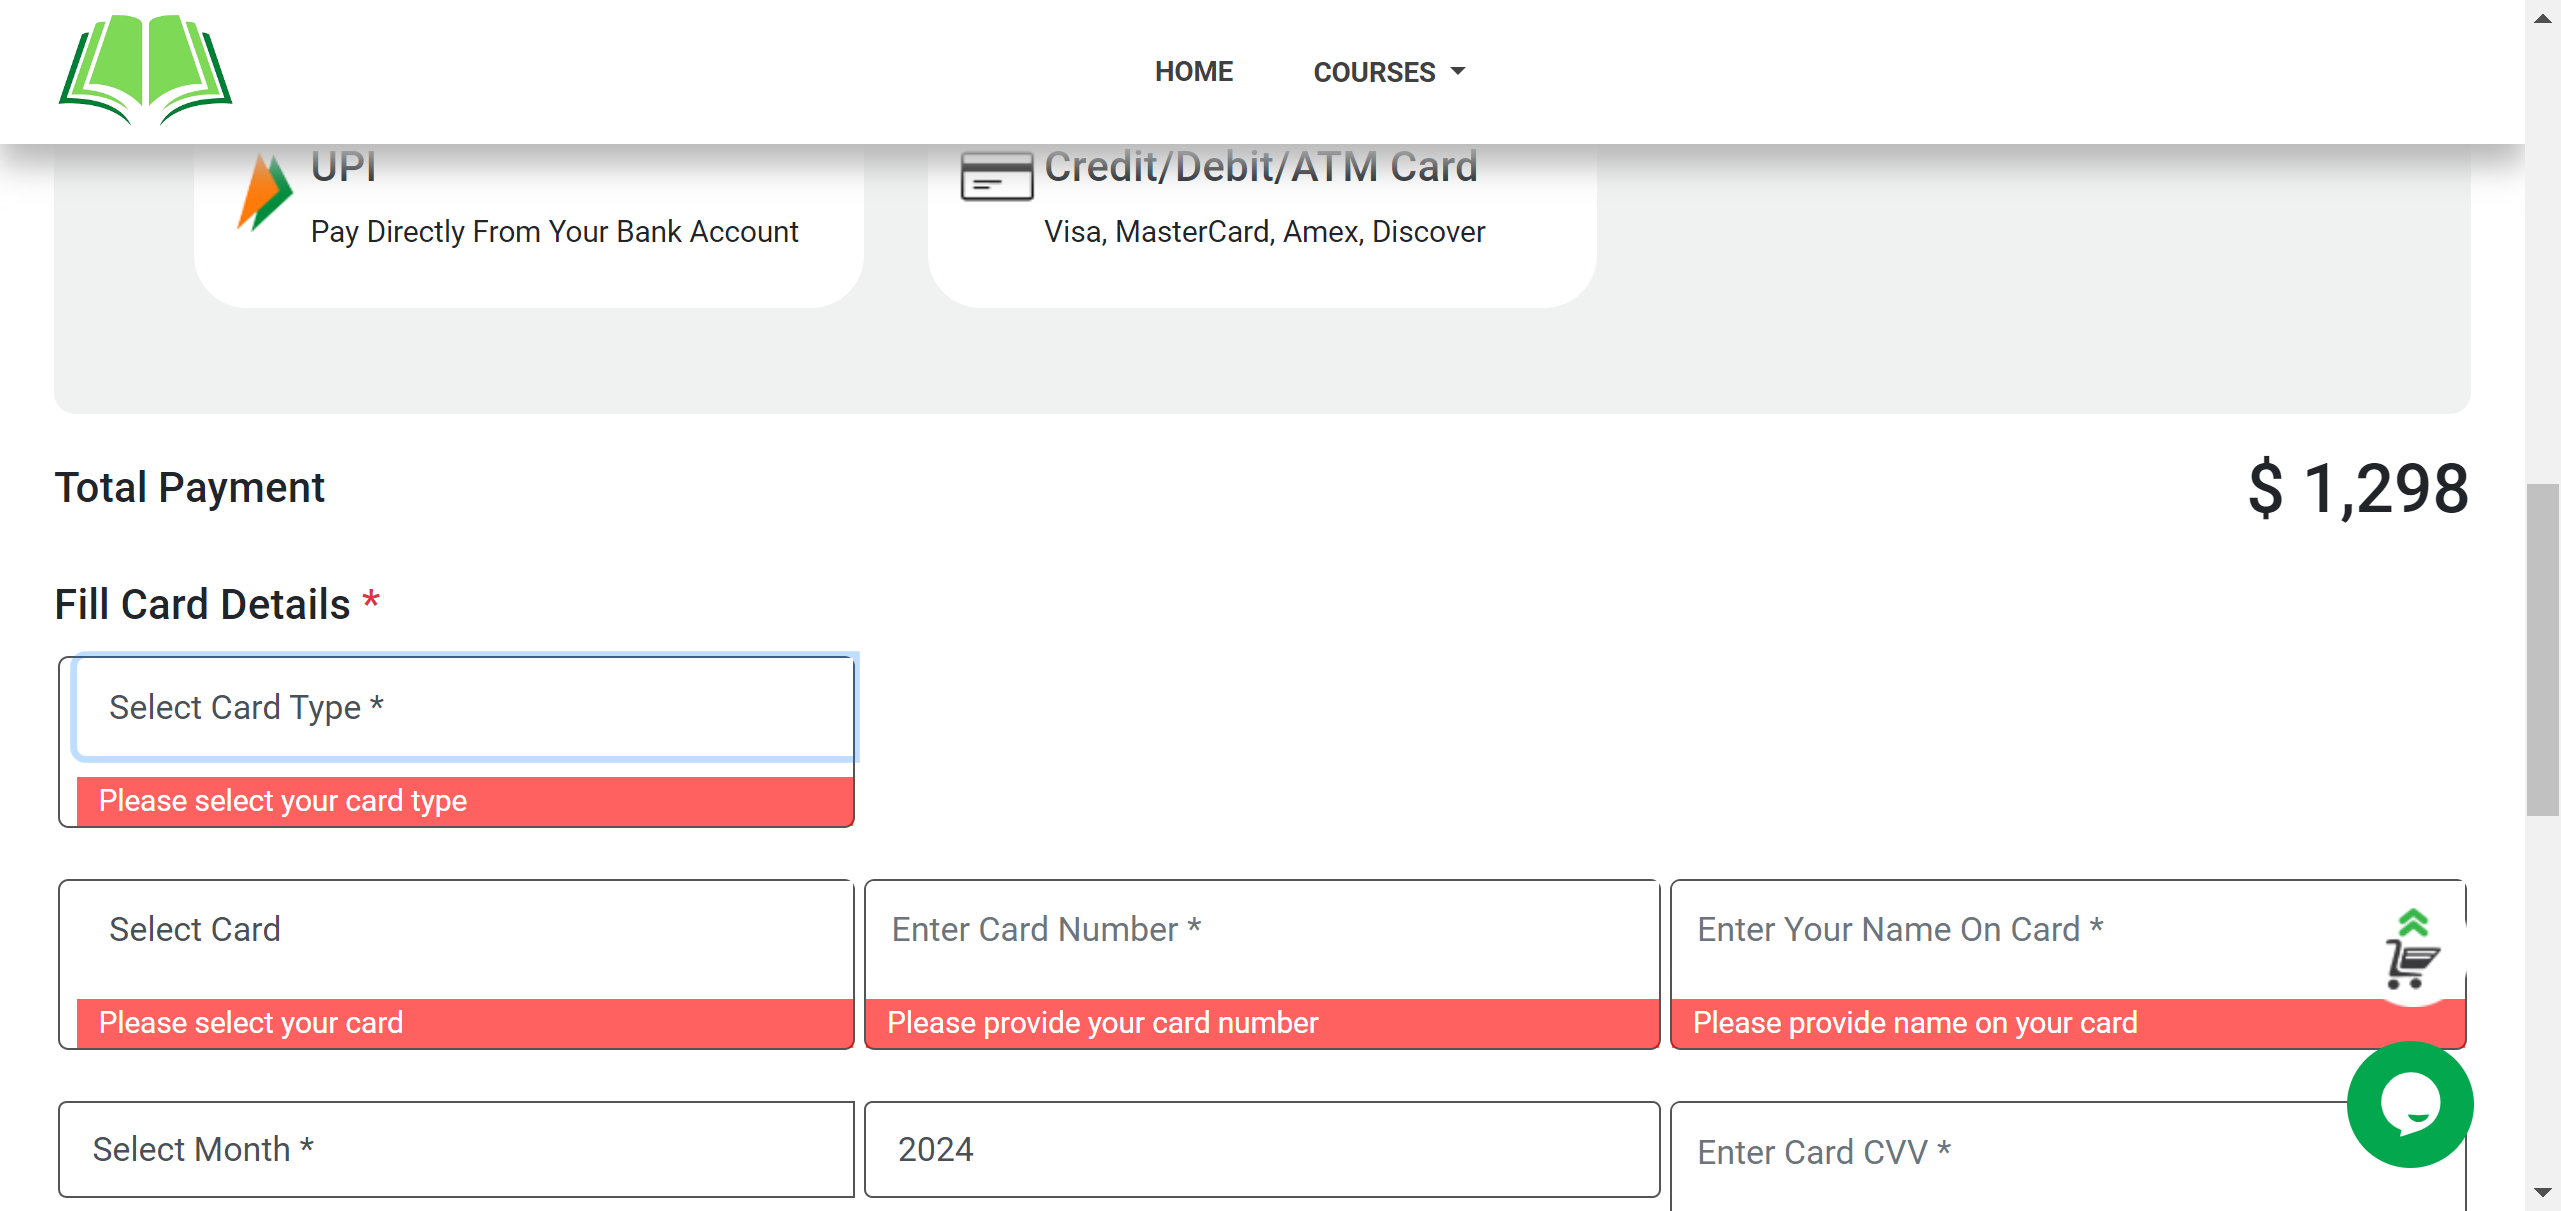 HOME
COURSES
UPI
Pay Directly From Your Bank Account
Credit/Debit/ATM Card
Visa, MasterCard, Amex, Discover
Total Payment
$ 1,298
Fill Card Details *
Select Card Type *
Please select your card type
Select Card
Please select your card
Enter Card Number *
Please provide your card number
Enter Your Name On Card *
Please provide name on your card
Select Month *
2024
Enter Card CVV *